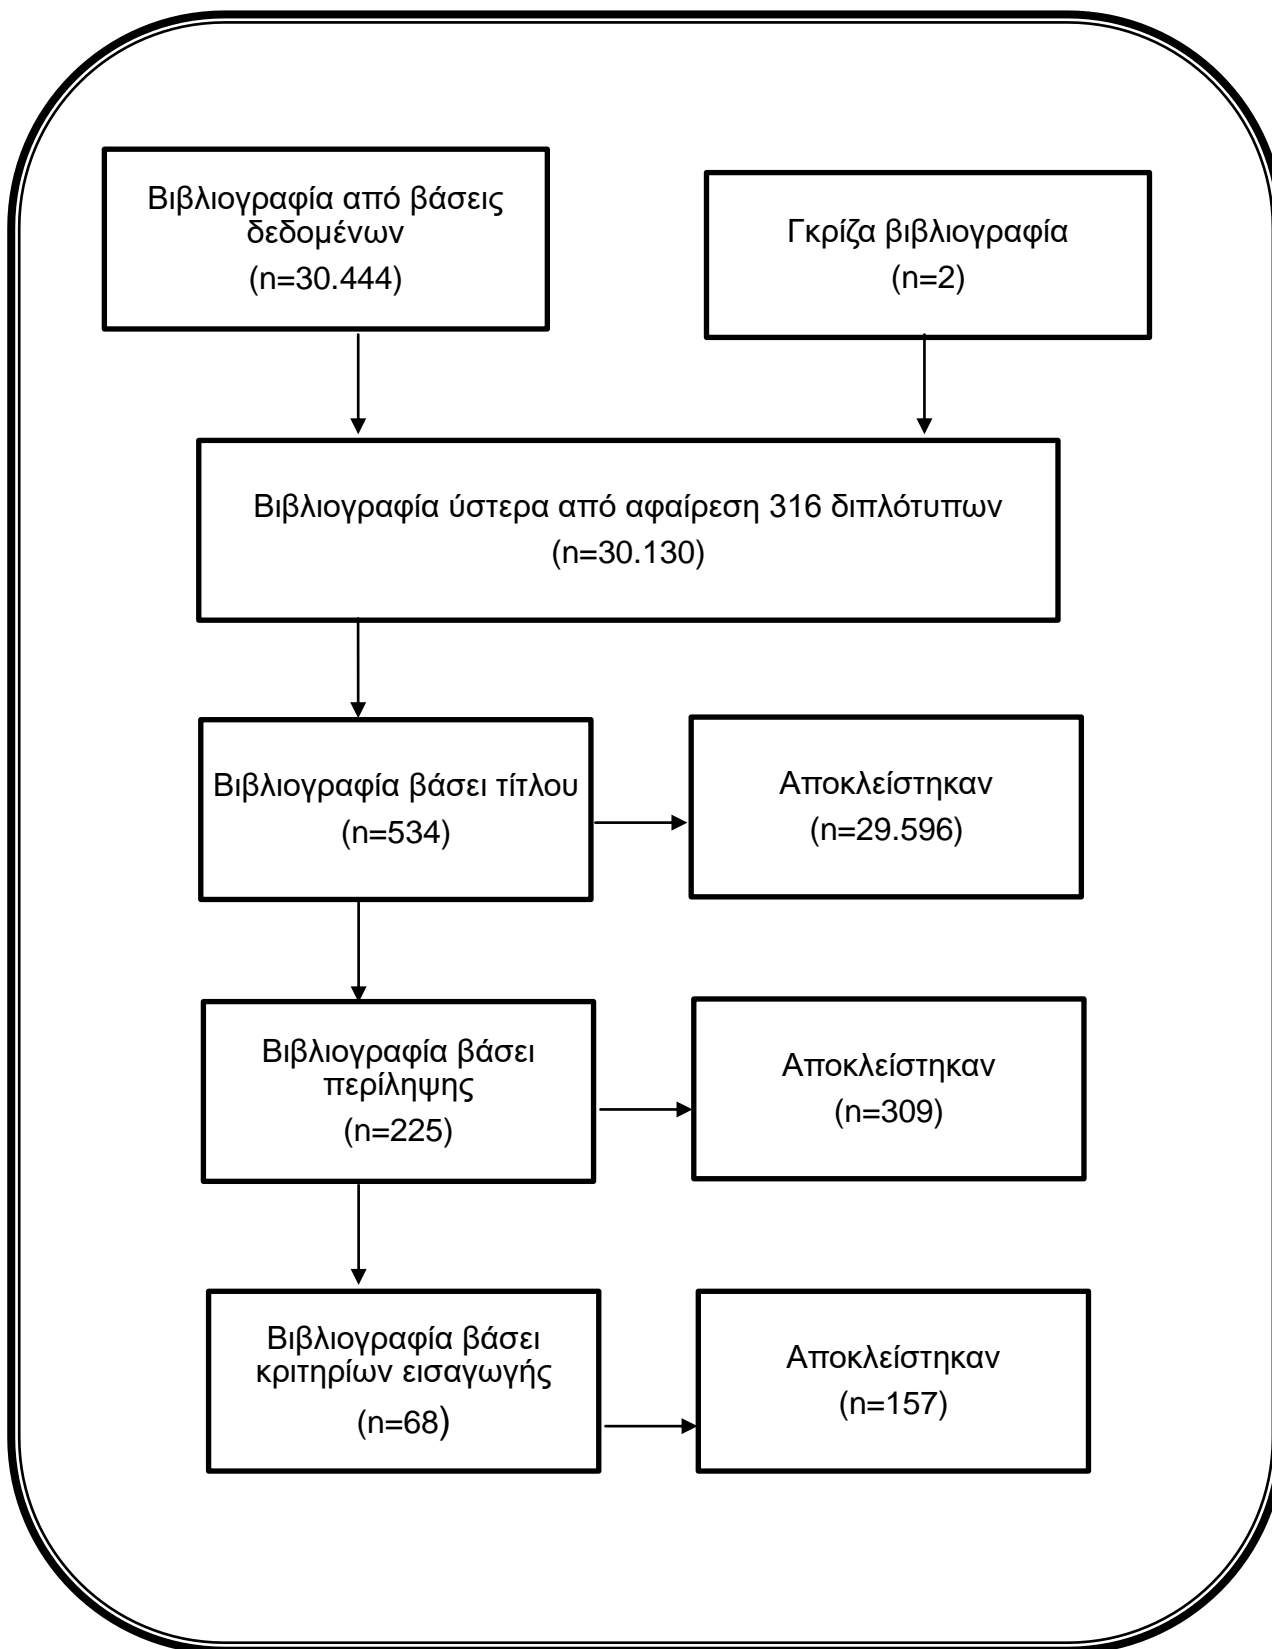 Βιβλιογραφία από βάσεις
δεδομένων
(n=30.444)
Γκρίζα βιβλιογραφία
(n=2)
Βιβλιογραφία ύστερα από αφαίρεση 316 διπλότυπων
(n=30.130)
Βιβλιογραφία βάσει τίτλου
(n=534)
Αποκλείστηκαν
(n=29.596)
Βιβλιογραφία βάσει
περίληψης
(n=225)
Αποκλείστηκαν
(n=309)
Βιβλιογραφία βάσει
κριτηρίων εισαγωγής
(n=68)
Αποκλείστηκαν
(n=157)